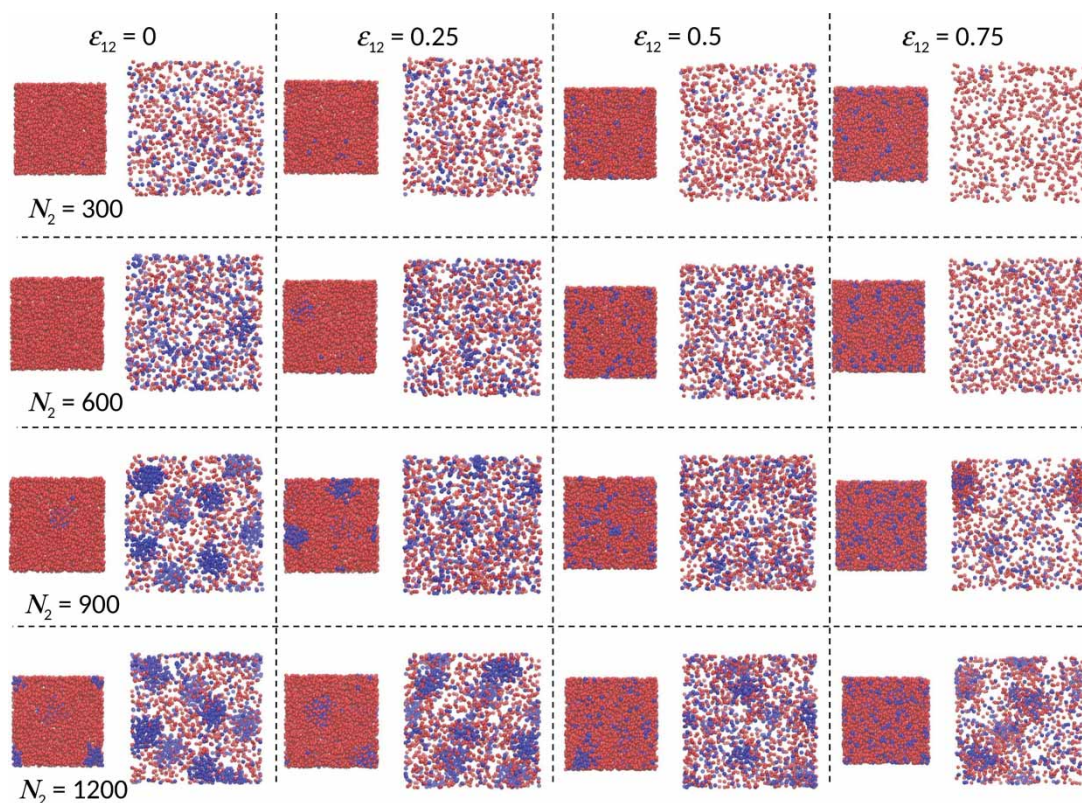 ε₁₂ = 0
ε₁₂ = 0.25
ε₁₂ = 0.5
ε₁₂ = 0.75
N₂ = 300
N₂ = 600
N₂ = 900
N₂ = 1200